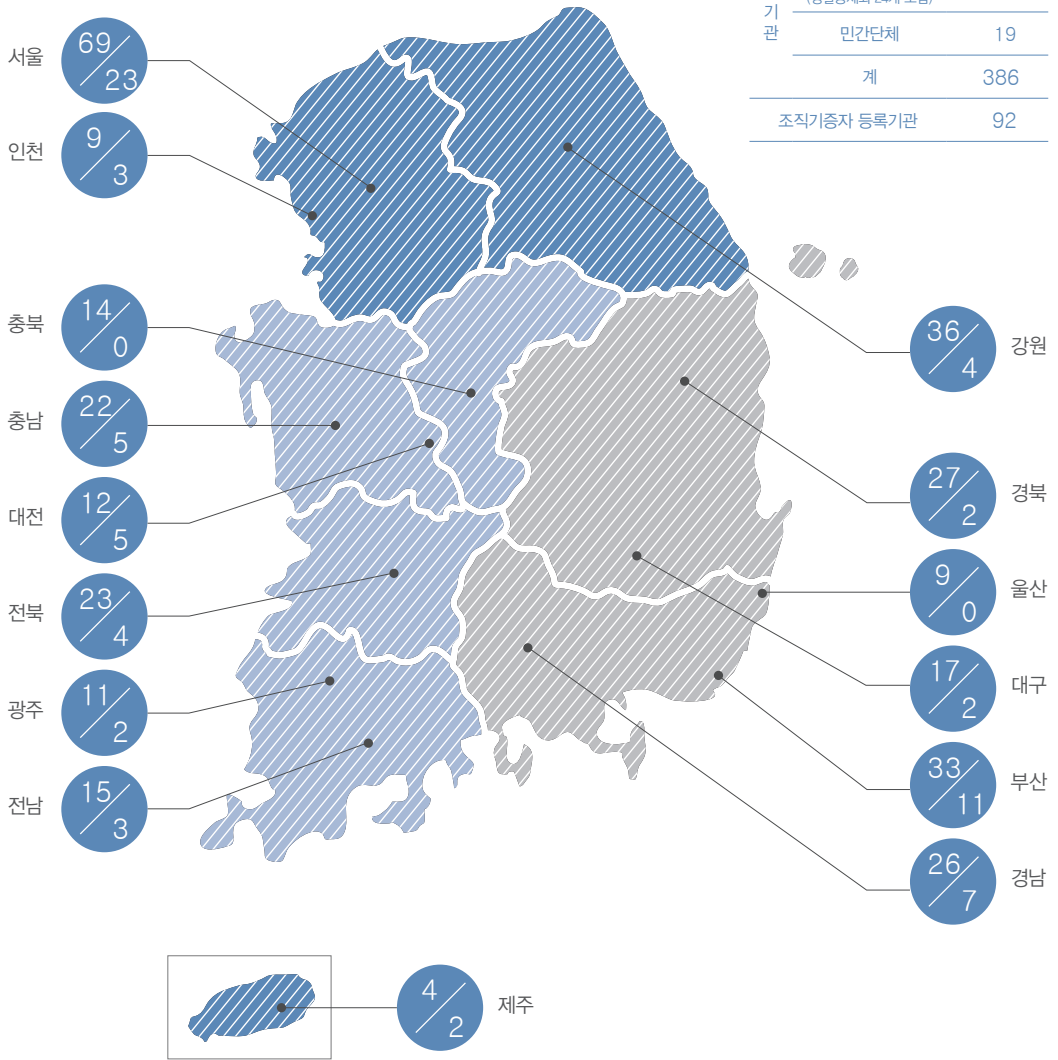 기
관
민간단체 19
계 386
조직기증자 등록기관 92
서울 69/23
인천 9/3
충북 14/0
충남 22/5
대전 12/5
전북 23/4
광주 11/2
전남 15/3
강원 36/4
경북 27/2
울산 9/0
대구 17/2
부산 33/11
경남 26/7
제주 4/2